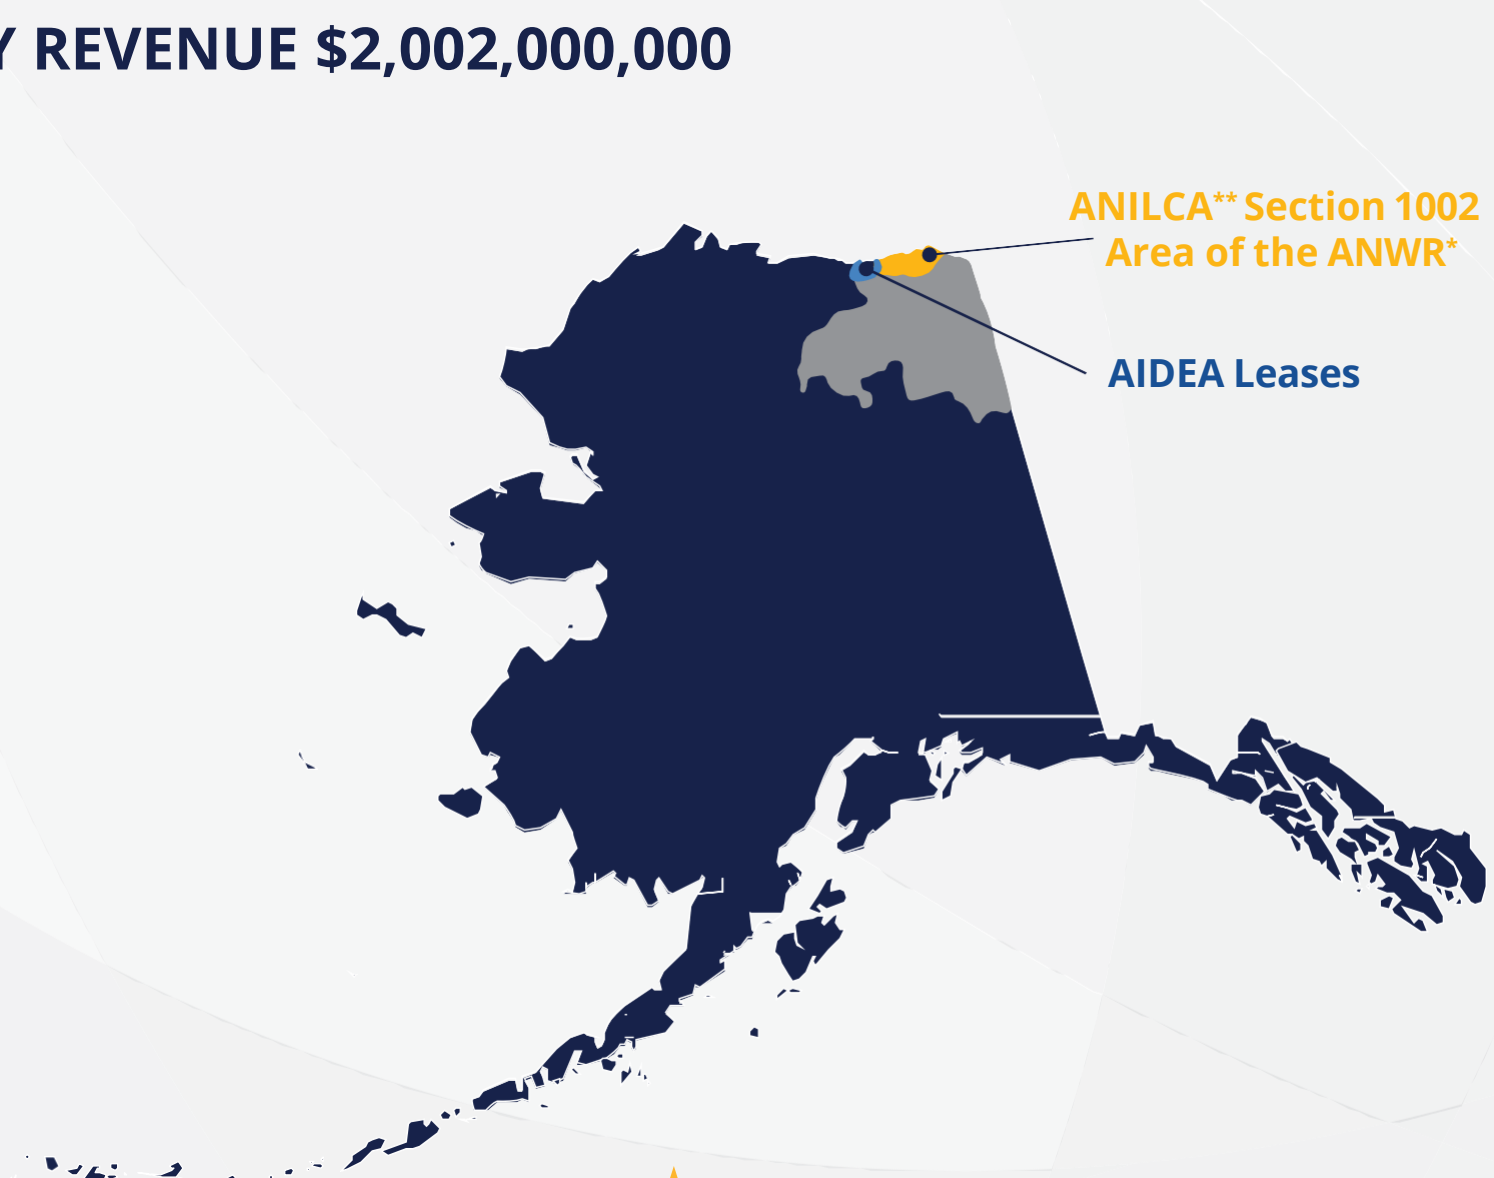 Y REVENUE $2,002,000,000
ANILCA** Section 1002
Area of the ANWR*
AIDEA Leases